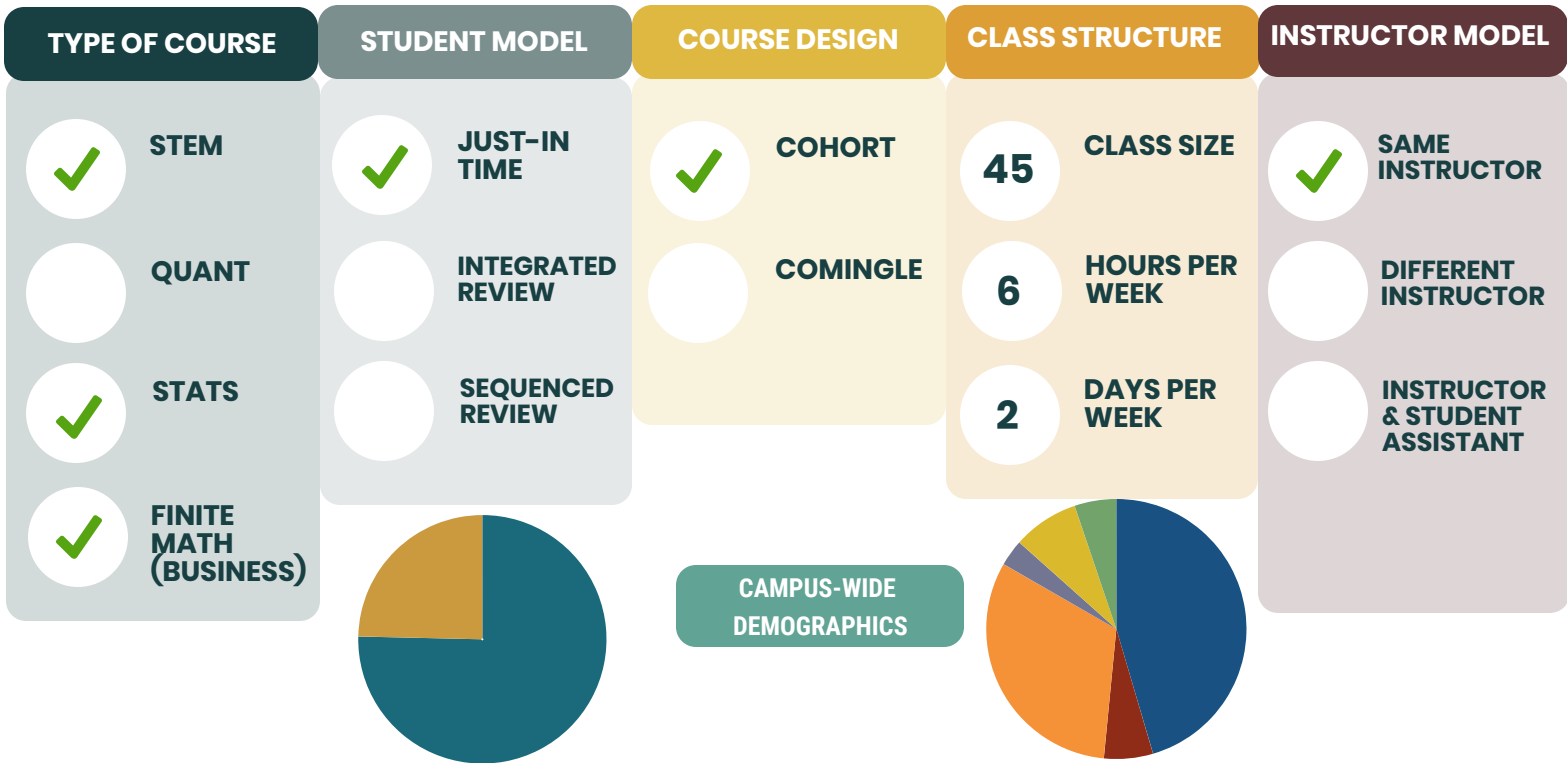 TYPE OF COURSE
STEM
QUANT
STATS
FINITE
MATH
(BUSINESS)
STUDENT MODEL
JUST-IN
TIME
INTEGRATED
REVIEW
SEQUENCED
REVIEW
COURSE DESIGN
COHORT
COMINGLE
CLASS STRUCTURE
45
CLASS SIZE
6
HOURS PER
WEEK
2
DAYS PER
WEEK
INSTRUCTOR MODEL
SAME
INSTRUCTOR
DIFFERENT
INSTRUCTOR
INSTRUCTOR
& STUDENT
ASSISTANT
CAMPUS-WIDE
DEMOGRAPHICS